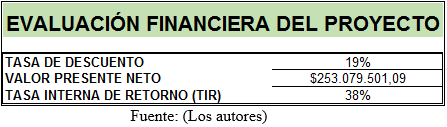 EVALUACIÓN FINANCIERA DEL PROYECTO
TASA DE DESCUENTO 19%
VALOR PRESENTE NETO $253.079.501,09
TASA INTERNA DE RETORNO (TIR) 38%
Fuente: (Los autores)